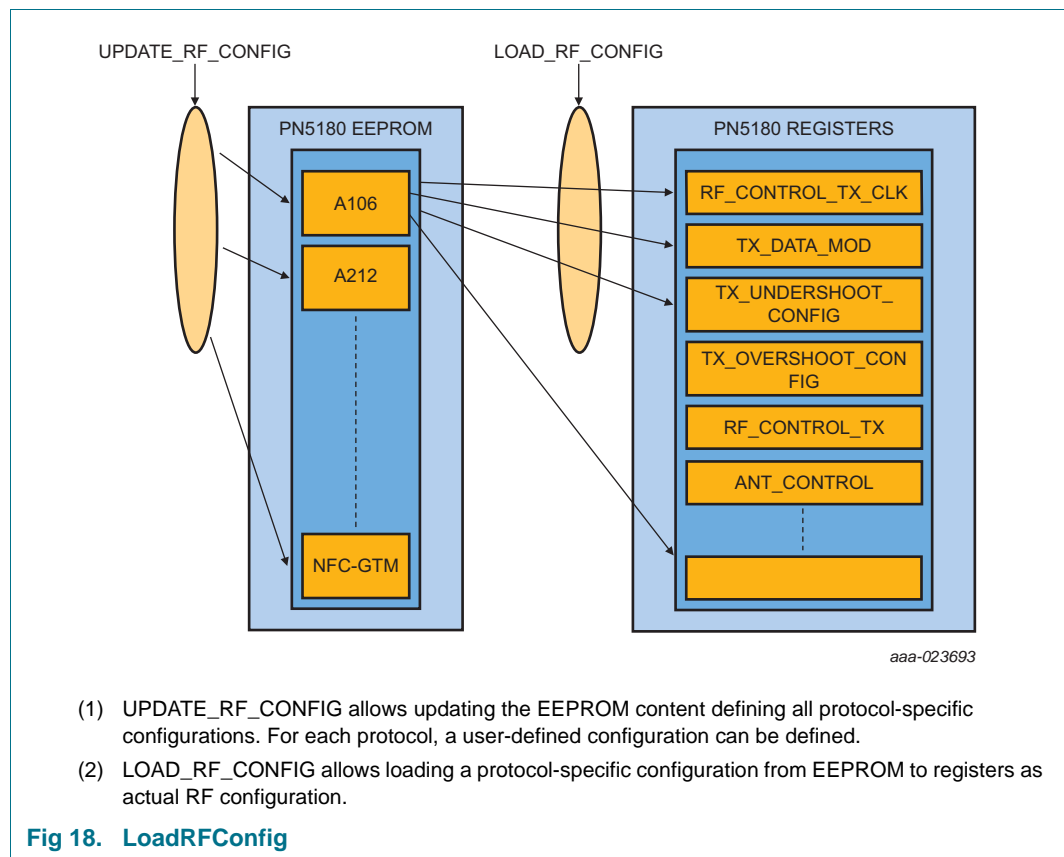 UPDATE_RF_CONFIG
LOAD_RF_CONFIG
PN5180 EEPROM
A106
A212
NFC-GTM
PN5180 REGISTERS
RF_CONTROL_TX_CLK
TX_DATA_MOD
TX_UNDERSHOOT_
CONFIG
TX_OVERSHOOT_CON
FIG
RF_CONTROL_TX
ANT_CONTROL
aaa-023693
(1) UPDATE_RF_CONFIG allows updating the EEPROM content defining all protocol-specific
configurations. For each protocol, a user-defined configuration can be defined.
(2) LOAD_RF_CONFIG allows loading a protocol-specific configuration from EEPROM to registers as
actual RF configuration.
Fig 18. LoadRFConfig